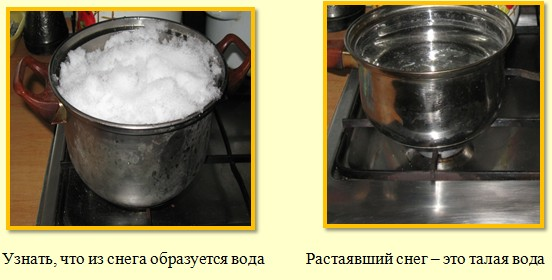 Узнать, что из снега образуется вода
Растаявший снег – это талая вода